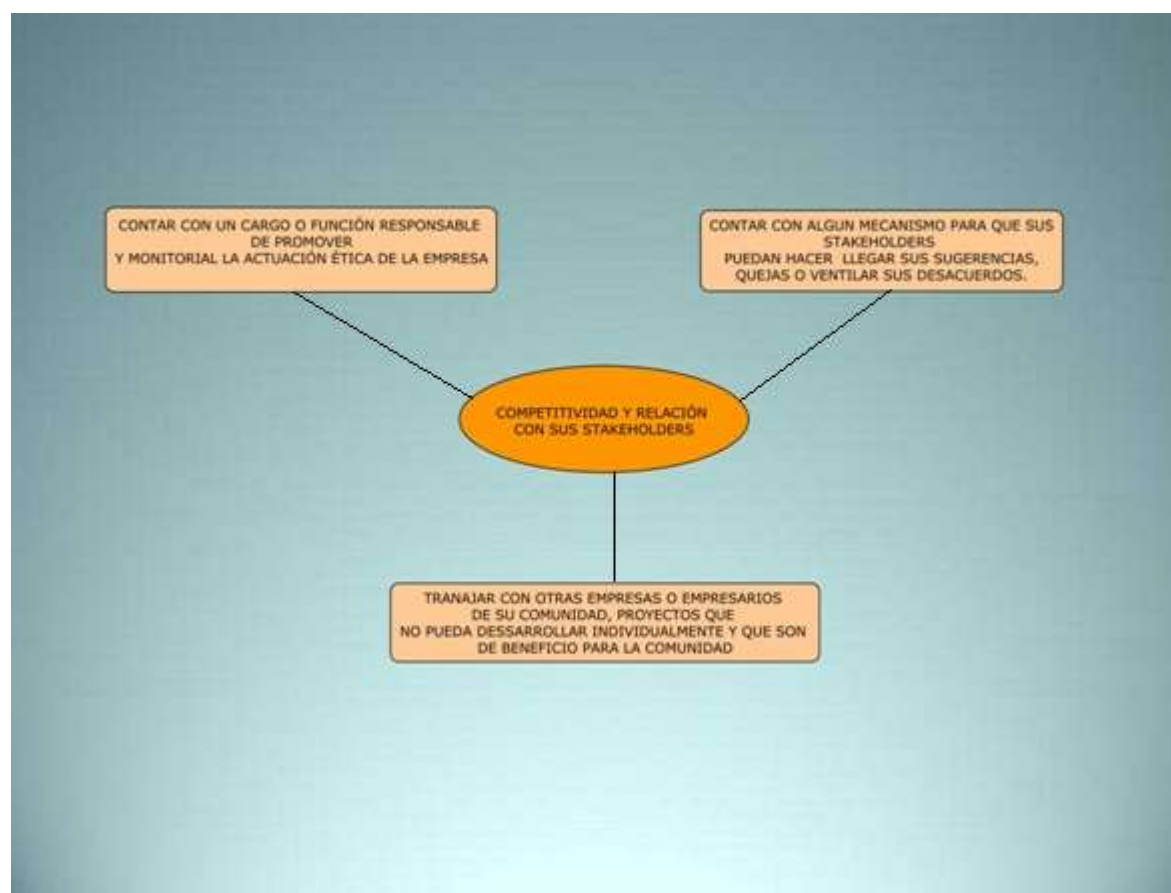 CONTAR CON UN CARGO O FUNCIÓN RESPONSABLE
DE PROMOVER
Y MONITORIAL LA ACTUACIÓN ÉTICA DE LA EMPRESA
CONTAR CON ALGUN MECANISMO PARA QUE SUS
STAKEHOLDERS
PUEDAN HACER LLEGAR SUS SUGERENCIAS,
QUEJAS O VENTILAR SUS DESACUERDOS.
COMPETITIVIDAD Y RELACIÓN
CON SUS STAKEHOLDERS
TRANAJAR CON OTRAS EMPRESAS O EMPRESARIOS
DE SU COMUNIDAD, PROYECTOS QUE
NO PUEDA DESSARROLLAR INDIVIDUALMENTE Y QUE SON
DE BENEFICIO PARA LA COMUNIDAD